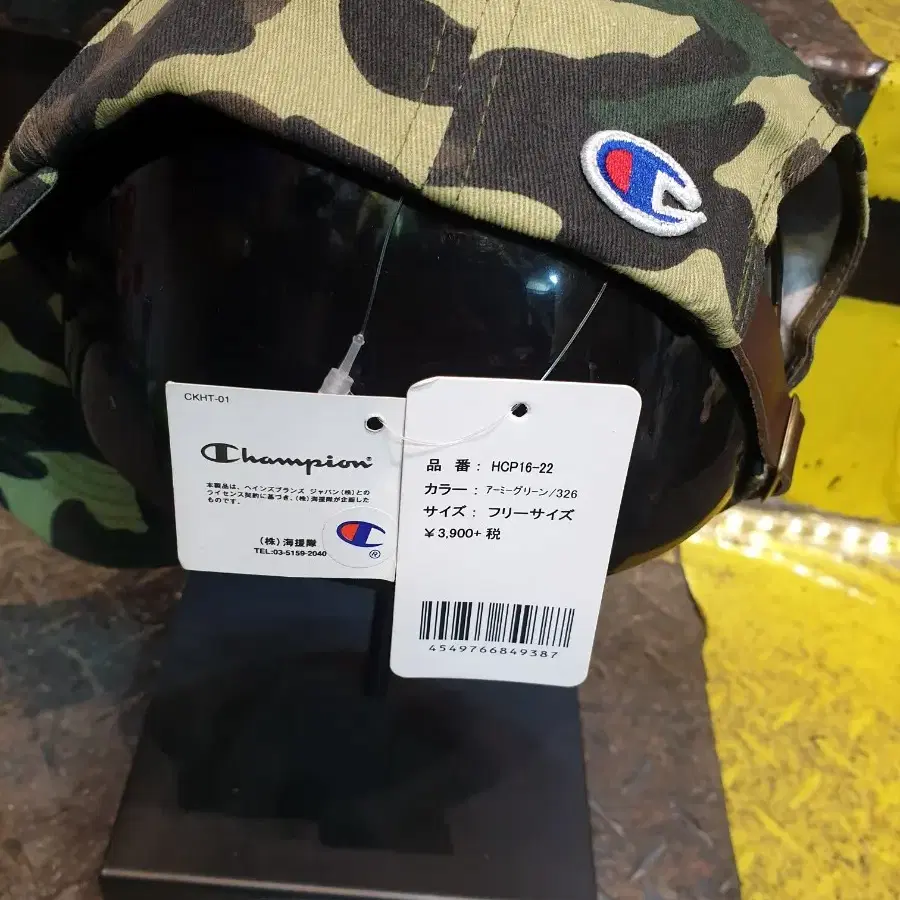 CKHT-01
Champion
本製品は、ヘインズブランズ ジャパン(株)との
ライセンス契約に基づき、(株)海援隊が企画した
ものです。
(株)海援隊
TEL:03-5159-2040
品 番 : HCP16-22
カラー : アーミーグリーン/326
サイズ : フリーサイズ
¥3,900+ 税
4549766849387